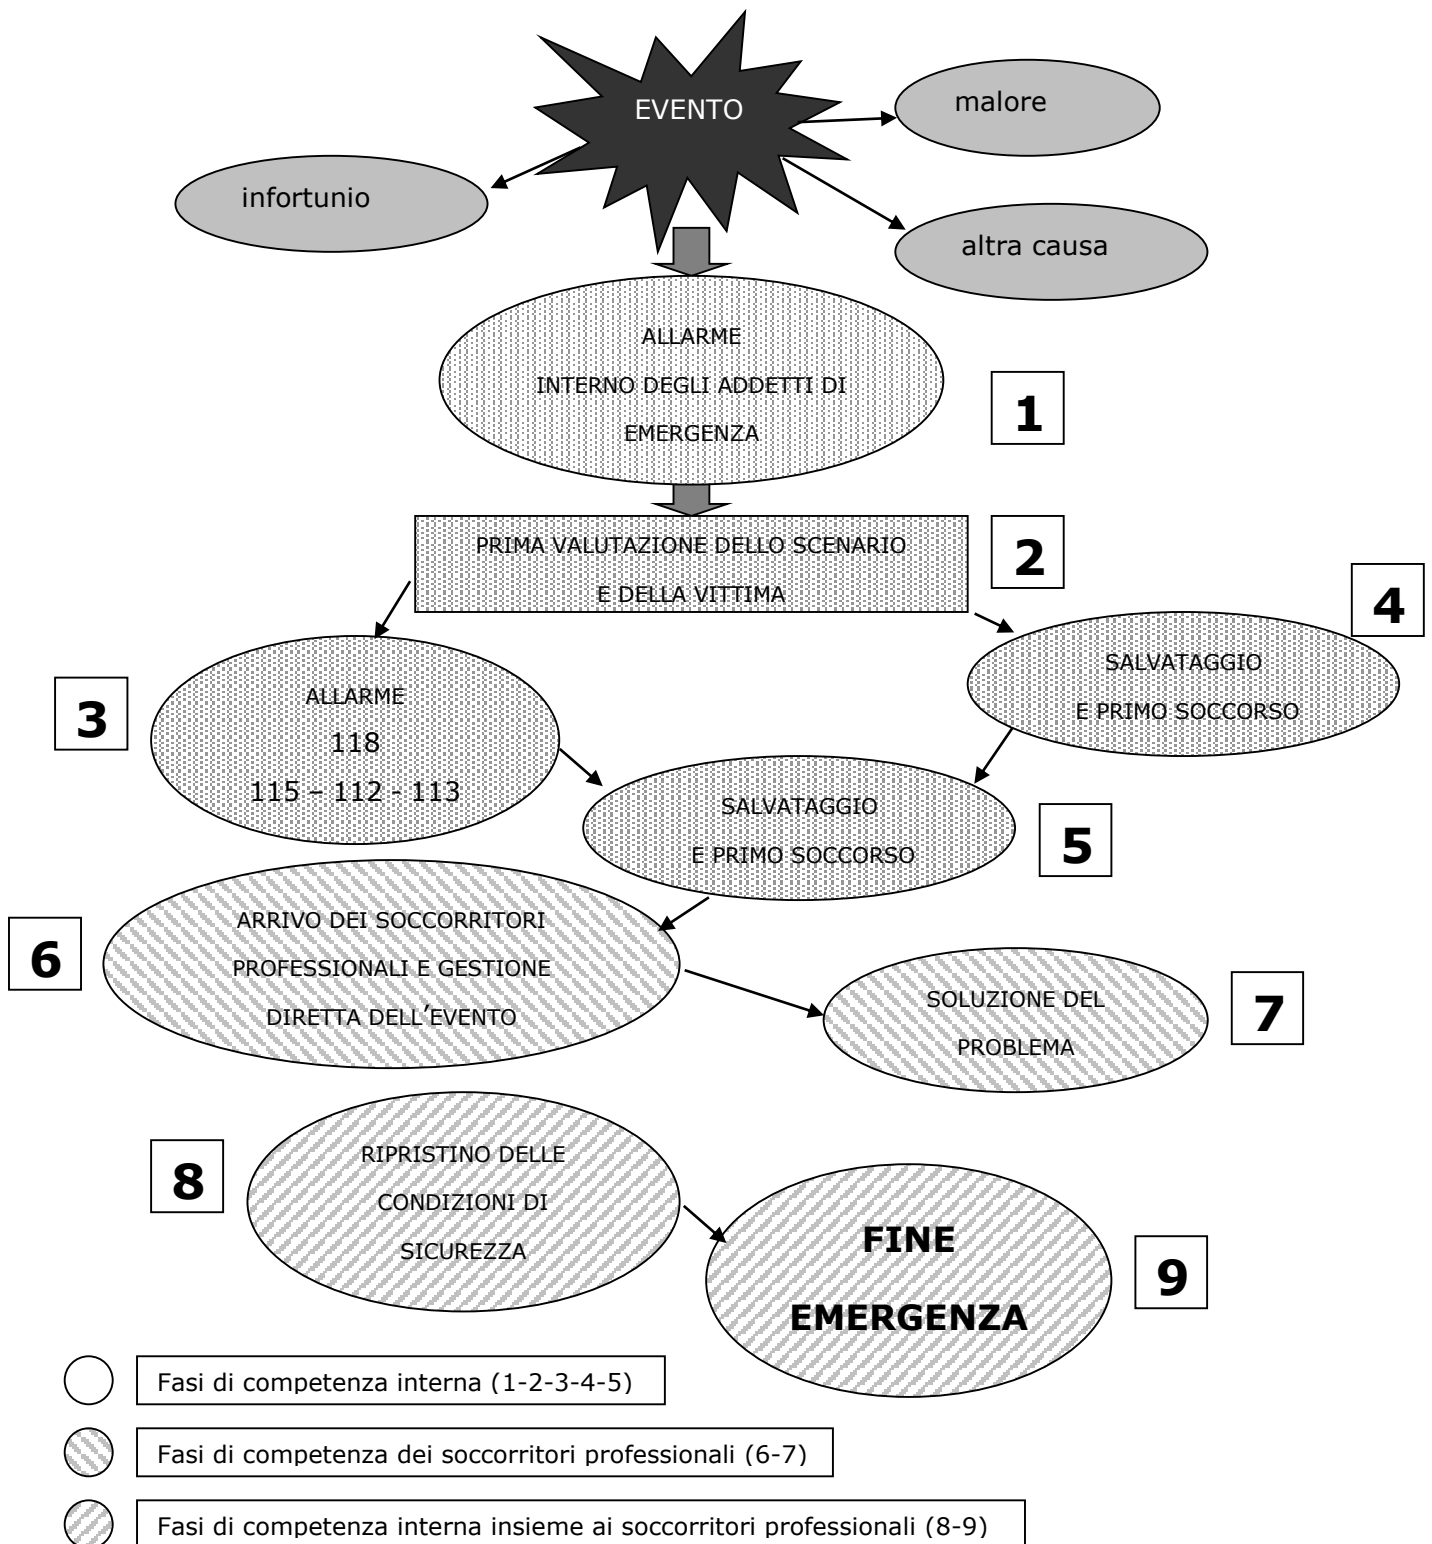 EVENTO
malore
infortunio
altra causa
ALLARME
INTERNO DEGLI ADDETTI DI
EMERGENZA
1
PRIMA VALUTAZIONE DELLO SCENARIO
E DELLA VITTIMA
2
4
SALVATAGGIO
E PRIMO SOCCORSO
3
ALLARME
118
115 – 112 - 113
SALVATAGGIO
E PRIMO SOCCORSO
5
6
ARRIVO DEI SOCCORRITORI
PROFESSIONALI E GESTIONE
DIRETTA DELL’EVENTO
SOLUZIONE DEL
PROBLEMA
7
8
RIPRISTINO DELLE
CONDIZIONI DI
SICUREZZA
FINE
EMERGENZA
9
Fasi di competenza interna (1-2-3-4-5)
Fasi di competenza dei soccorritori professionali (6-7)
Fasi di competenza interna insieme ai soccorritori professionali (8-9)